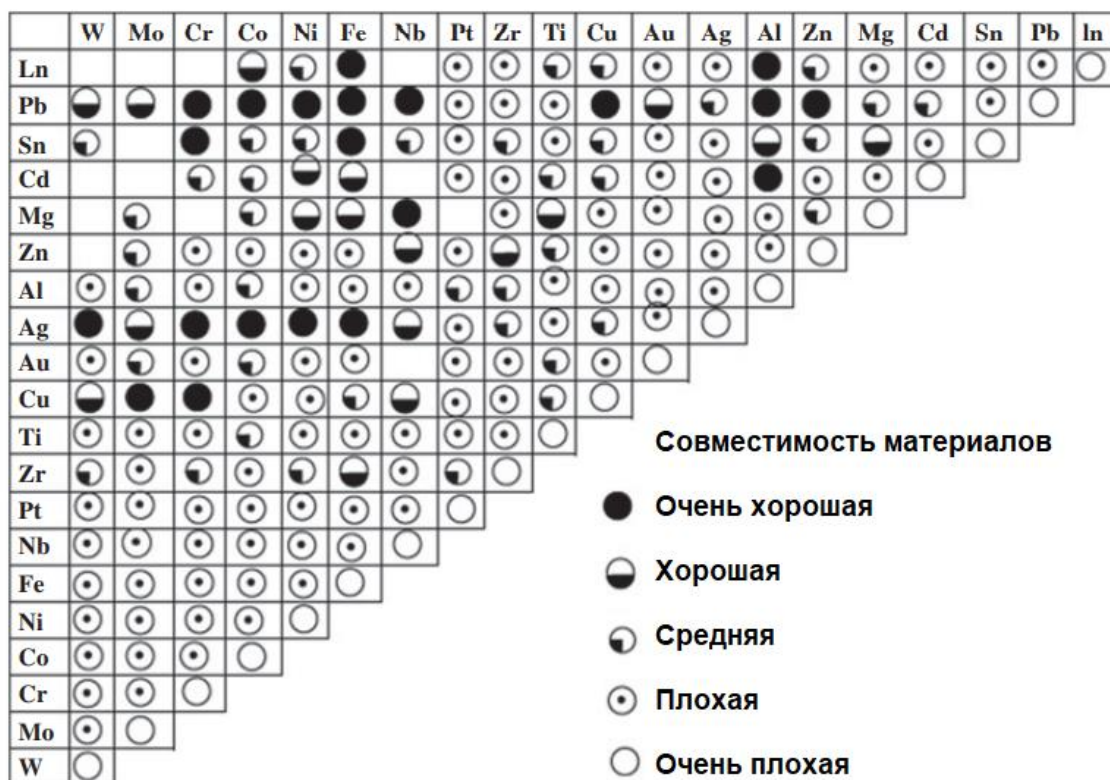 W Mo Cr Co Ni Fe Nb Pt Zr Ti Cu Au Ag Al Zn Mg Cd Sn Pb ln
Ln
Pb
Sn
Cd
Mg
Zn
Al
Ag
Au
Cu
Ti
Совместимость материалов
Zr
Pt
Очень хорошая
Nb
Fe
Хорошая
Ni
Средняя
Co
Cr
Плохая
Mo
W
Очень плохая